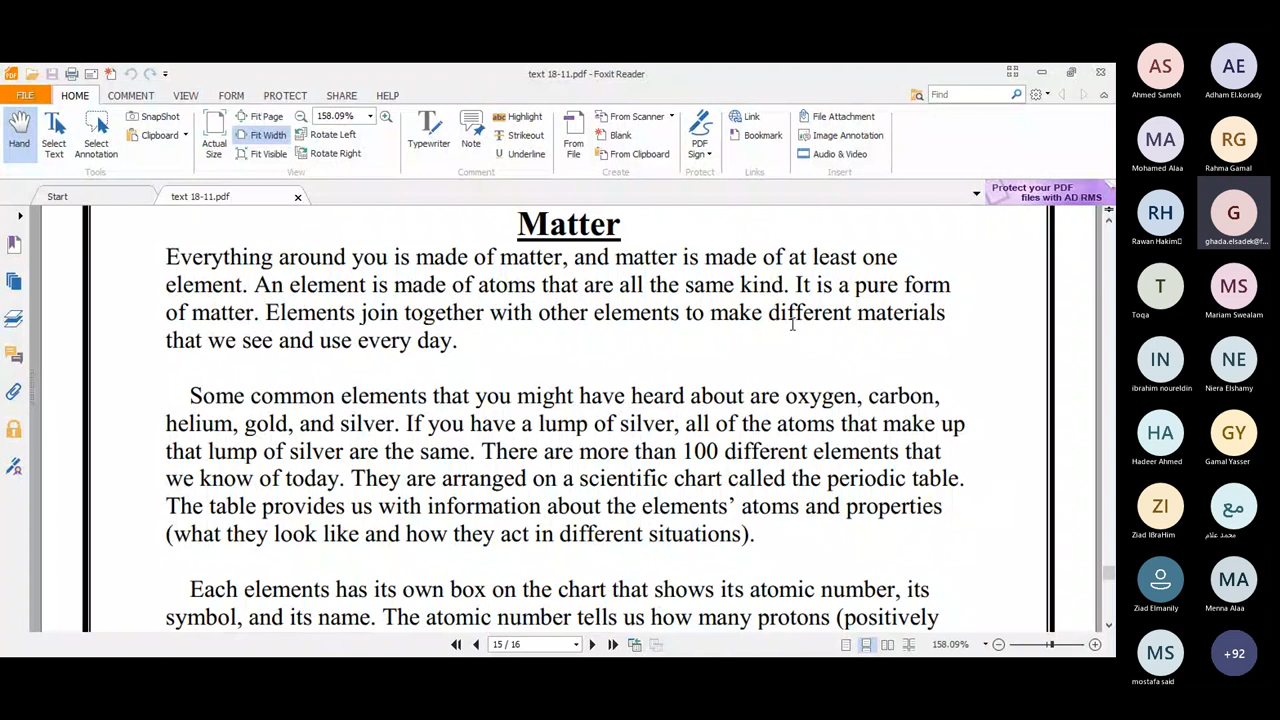 text 18-11.pdf - Foxit Reader
FILE HOME COMMENT VIEW FORM PROTECT SHARE HELP
Find
Hand
Select Text
Select Annotation
SnapShot
Clipboard
Tools
Actual Size
Fit Page
Fit Width
Fit Visible
158.09%
Rotate Left
Rotate Right
View
Typewriter
Note
Highlight
Strikeout
Underline
Comment
From File
From Scanner
Blank
From Clipboard
Create
PDF Sign
Protect
Link
Bookmark
Links
File Attachment
Image Annotation
Audio & Video
Insert
Start
text 18-11.pdf
Protect your PDF
files with AD RMS
Matter
Everything around you is made of matter, and matter is made of at least one
element. An element is made of atoms that are all the same kind. It is a pure form
of matter. Elements join together with other elements to make different materials
that we see and use every day.
Some common elements that you might have heard about are oxygen, carbon,
helium, gold, and silver. If you have a lump of silver, all of the atoms that make up
that lump of silver are the same. There are more than 100 different elements that
we know of today. They are arranged on a scientific chart called the periodic table.
The table provides us with information about the elements’ atoms and properties
(what they look like and how they act in different situations).
Each elements has its own box on the chart that shows its atomic number, its
symbol, and its name. The atomic number tells us how many protons (positively
15 / 16
158.09%
AS
Ahmed Sameh
AE
Adham El.korady
MA
Mohamed Alaa
RG
Rahma Gamal
RH
Rawan Hakim
G
ghada.elsadek@f...
T
Toqa
MS
Mariam Swealam
IN
ibrahim noureldin
NE
Niera Elshamy
HA
Hadeer Ahmed
GY
Gamal Yasser
ZI
Ziad IBraHim
مع
محمد علام
Ziad Elmanily
MA
Menna Alaa
MS
mostafa said
+92